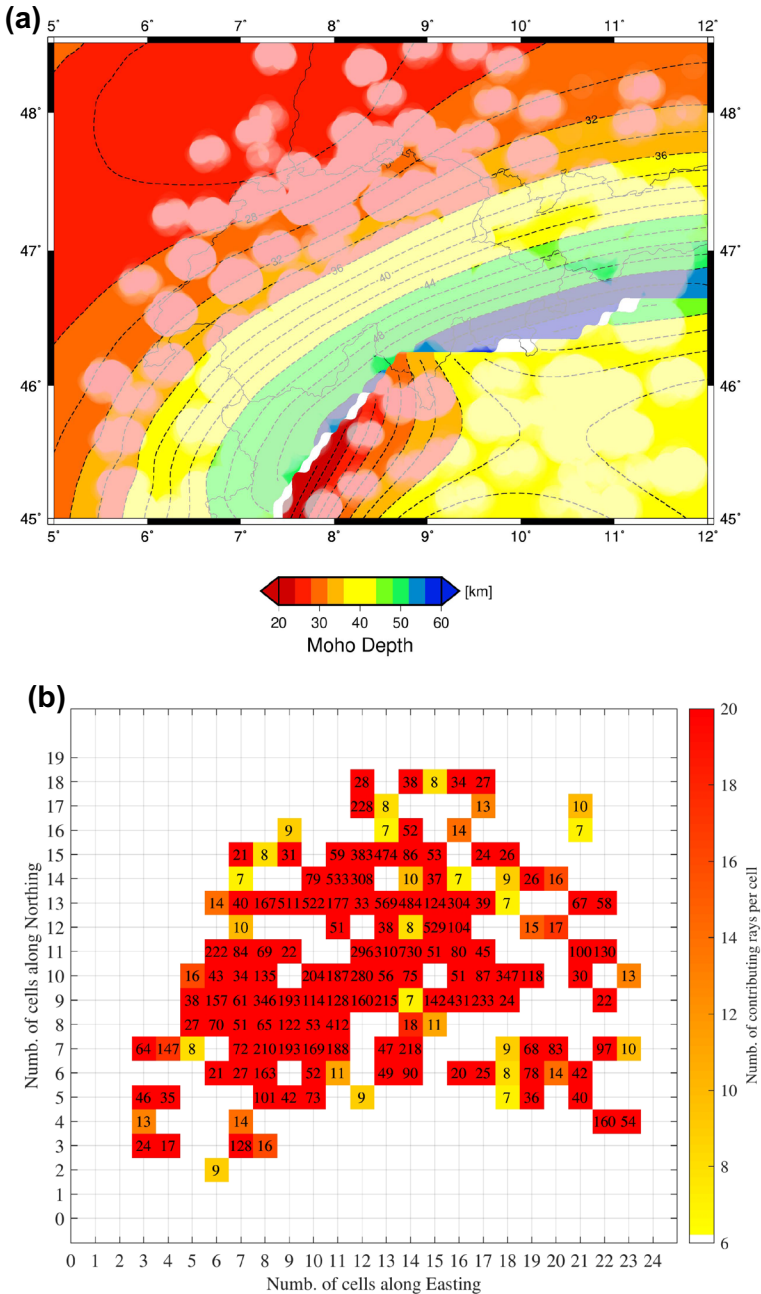 (a)
5° 6° 7° 8° 9° 10° 11° 12°
48° 48°
32
36
28
47° 47°
32
36
40
44
48
46° 46°
45° 45°
5° 6° 7° 8° 9° 10° 11° 12°
[km]
20 30 40 50 60
Moho Depth
(b)
Numb. of cells along Northing
19
18 28 38 8 34 27
17 228 8 13 10
16 9 7 52 14 7
15 21 8 31 59 383 474 86 53 24 26
14 7 79 533 308 10 37 7 9 26 16
13 14 40 167 511 522 177 33 569 484 124 304 39 7 67 58
12 10 51 38 8 529 104 15 17
11 222 84 69 22 296 310 730 51 80 45 100 130
10 16 43 34 135 204 187 280 56 75 51 87 347 118 30 13
9 38 157 61 346 193 114 128 160 215 7 142 431 233 24 22
8 27 70 51 65 122 53 412 18 11
7 64 147 8 72 210 193 169 188 47 218 9 68 83 97 10
6 21 27 163 52 11 49 90 20 25 8 78 14 42
5 46 35 101 42 73 9 7 36 40
4 13 14 160 54
3 24 17 128 16
2 9
1
0
0 1 2 3 4 5 6 7 8 9 10 11 12 13 14 15 16 17 18 19 20 21 22 23 24
Numb. of cells along Easting
20
18
16
14
12
10
8
6
Numb. of contributing rays per cell